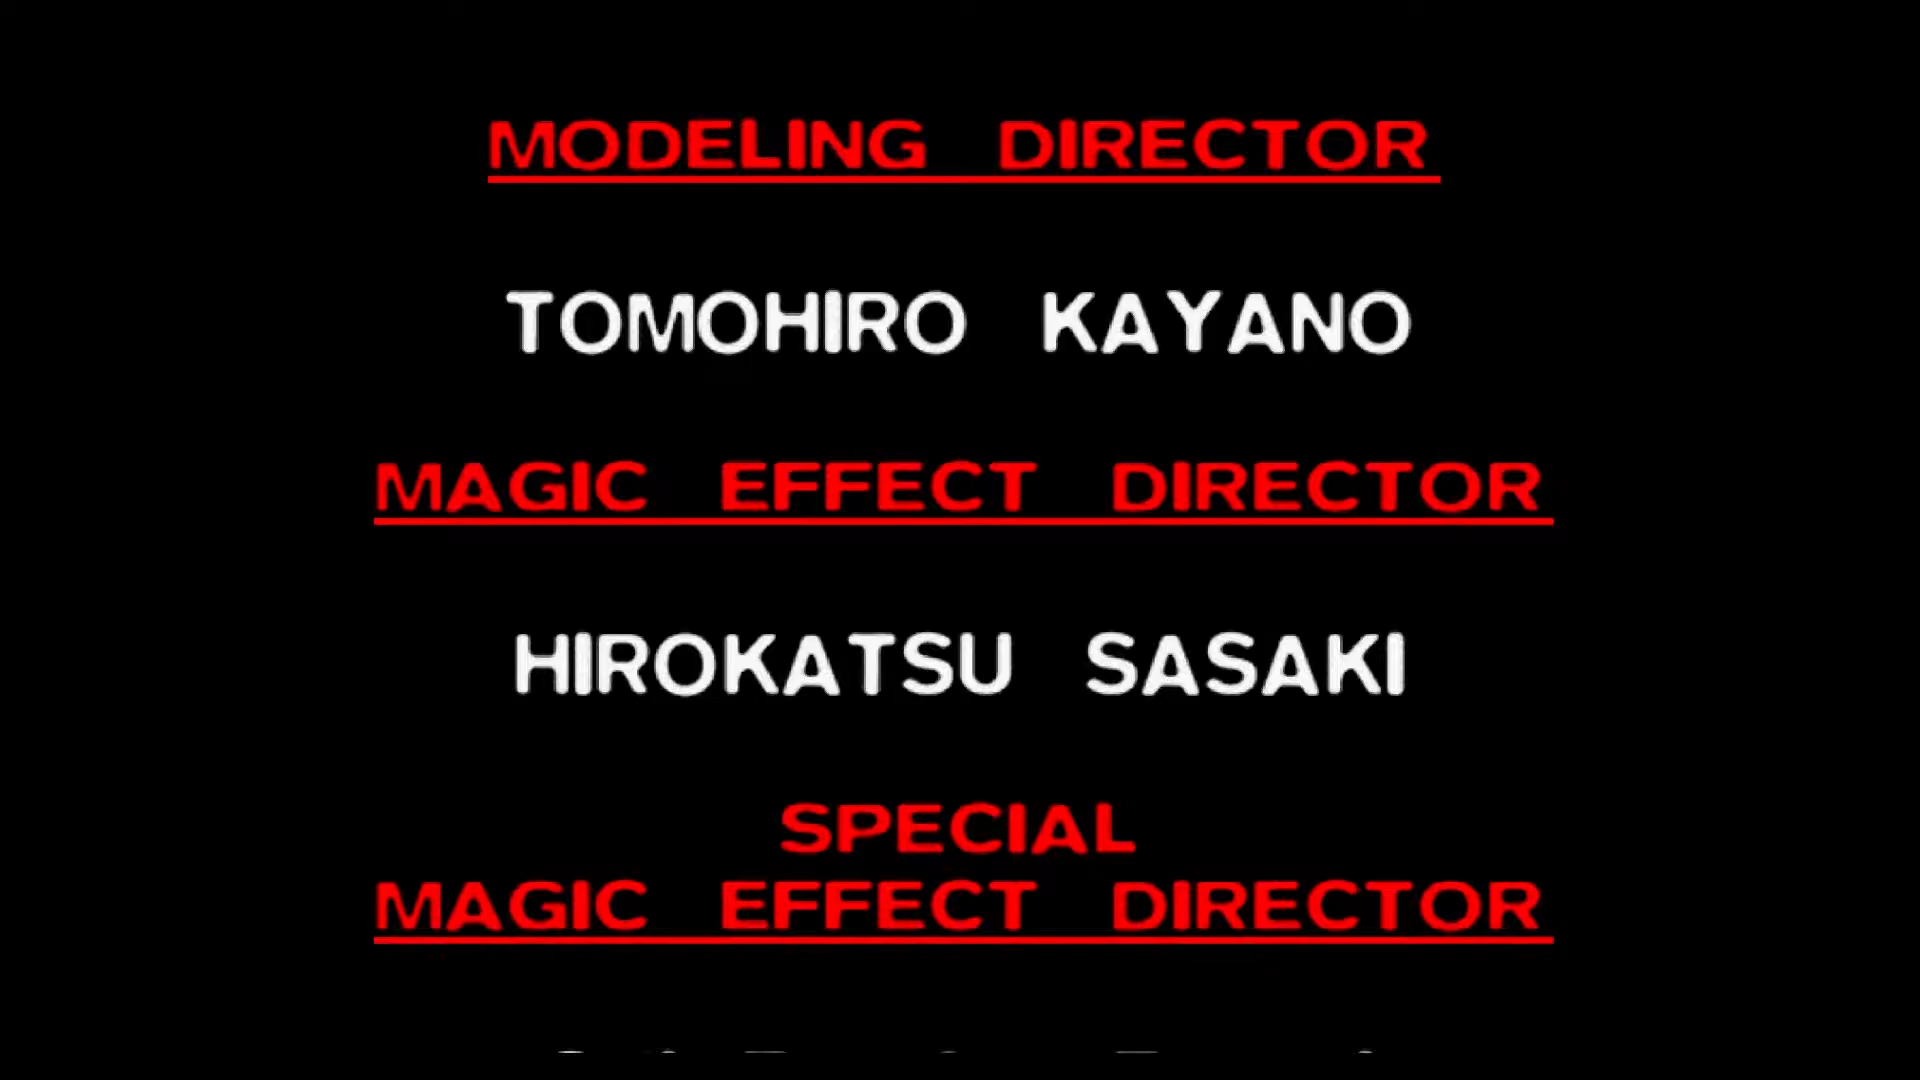 MODELING DIRECTOR
TOMOHIRO KAYANO
MAGIC EFFECT DIRECTOR
HIROKATSU SASAKI
SPECIAL
MAGIC EFFECT DIRECTOR